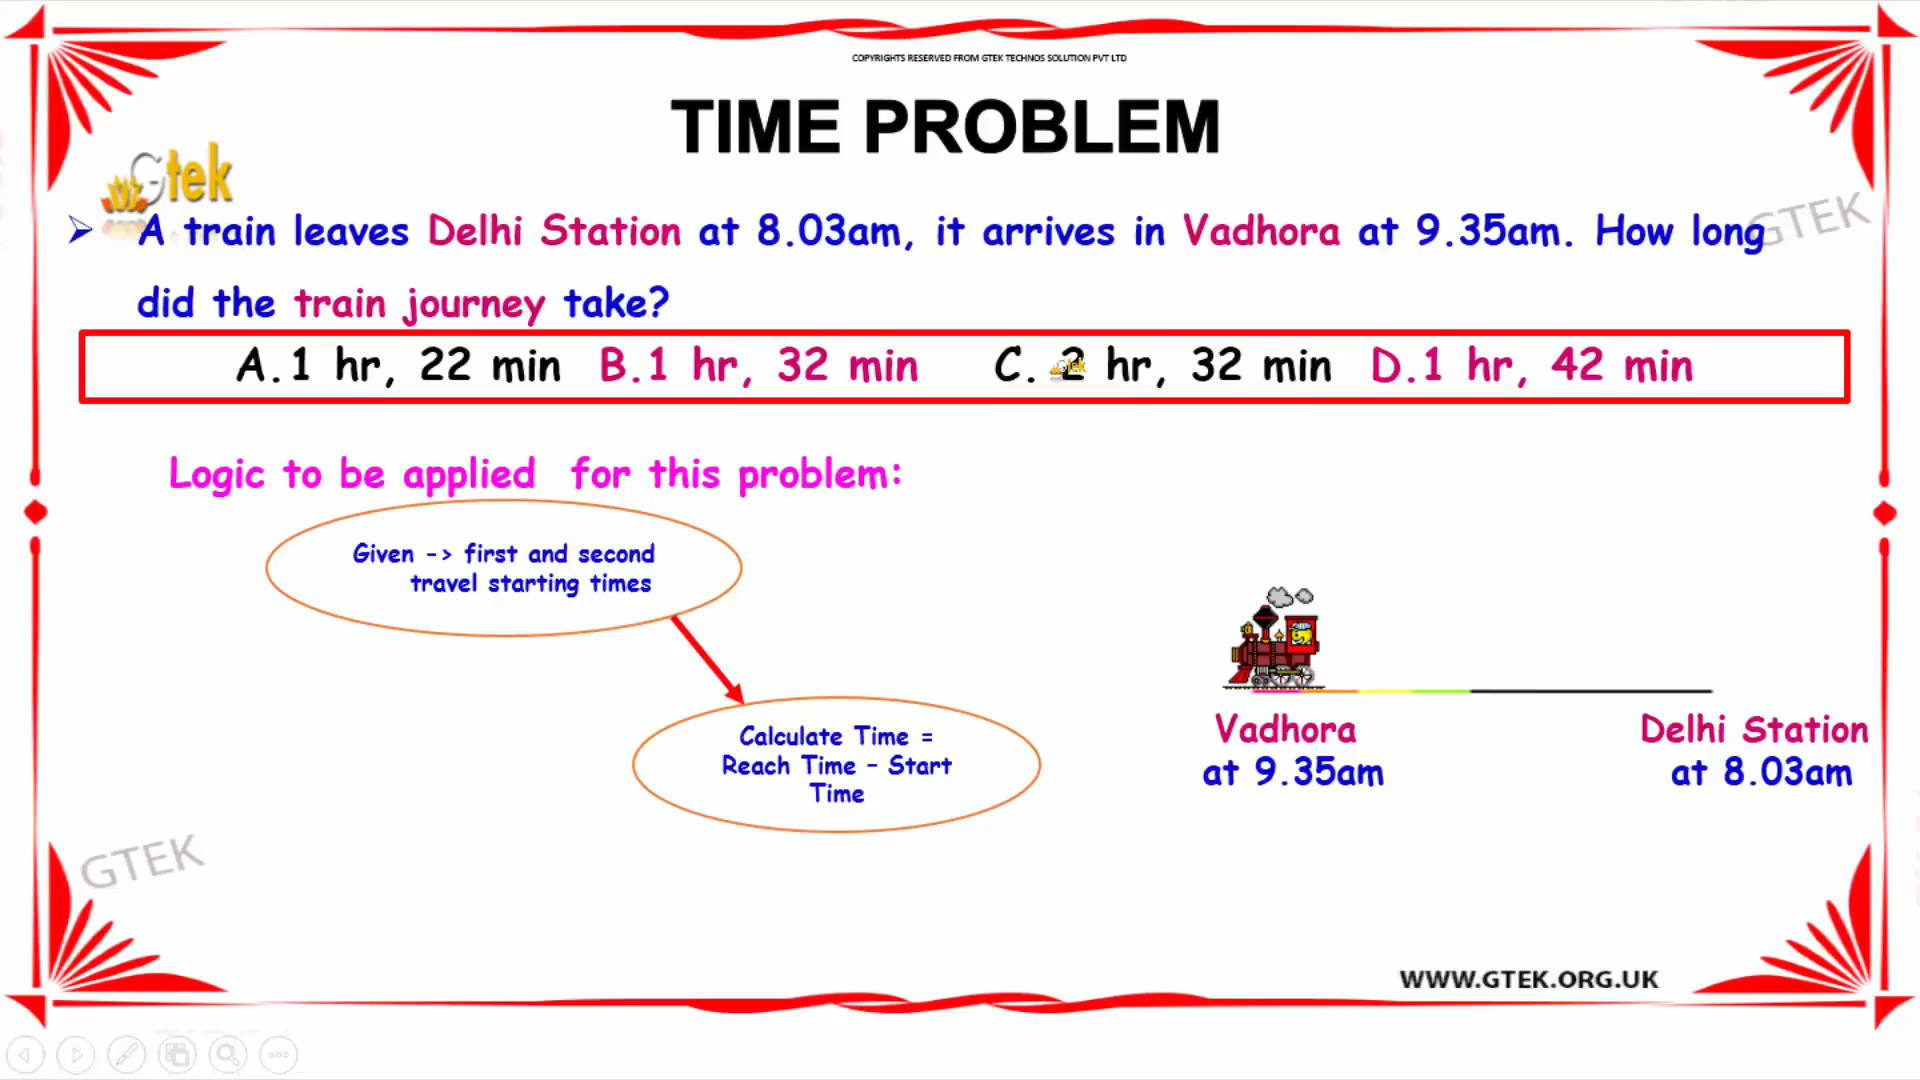 COPYRIGHTS RESERVED FROM GTEK TECHNOS SOLUTION PVT LTD
TIME PROBLEM
Gtek
GTEK
A train leaves Delhi Station at 8.03am, it arrives in Vadhora at 9.35am. How long
did the train journey take?
A.1 hr, 22 min B.1 hr, 32 min C. 2 hr, 32 min D.1 hr, 42 min
Logic to be applied for this problem:
Given -> first and second
travel starting times
Calculate Time =
Reach Time – Start
Time
Vadhora
at 9.35am
Delhi Station
at 8.03am
GTEK
WWW.GTEK.ORG.UK